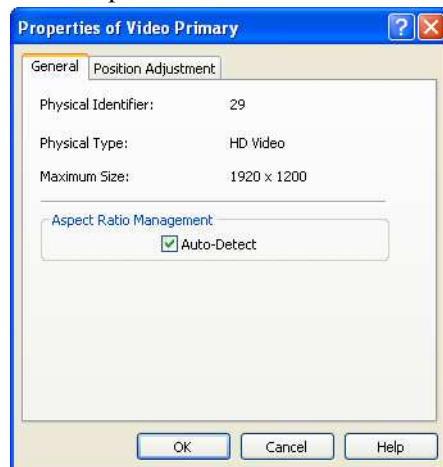 Properties of Video Primary
General Position Adjustment
Physical Identifier: 29
Physical Type: HD Video
Maximum Size: 1920 x 1200
Aspect Ratio Management
Auto-Detect
OK Cancel Help